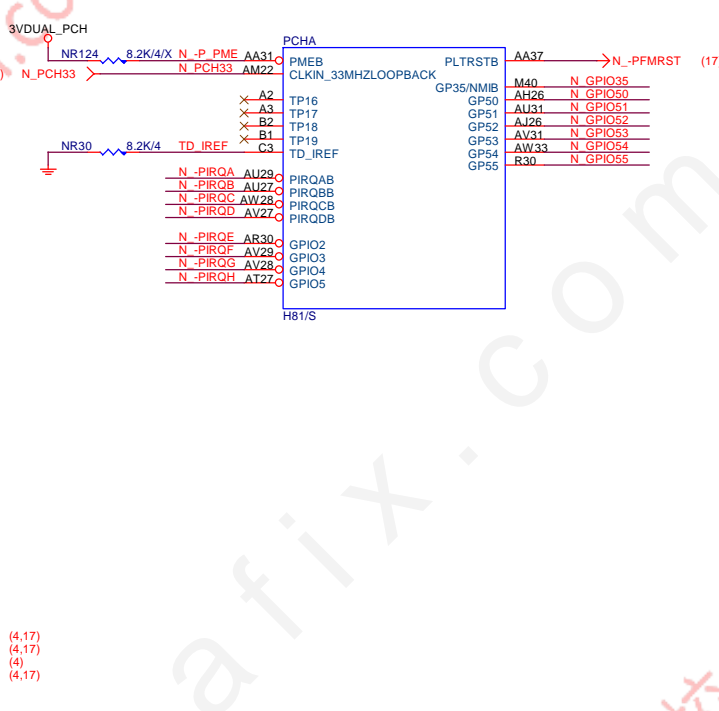 3VDUAL_PCH
NR124 8.2K/4/X N_-P_PME AA31
) N_PCH33 N_PCH33 AM22
A2
A3
B2
B1
NR30 8.2K/4 TD_IREF C3
N_-PIRQA AU29
N_-PIRQB AU27
N_-PIRQC AW28
N_-PIRQD AV27
N_-PIRQE AR30
N_-PIRQF AV29
N_-PIRQG AV28
N_-PIRQH AT27
PCHA
PMEB
CLKIN_33MHZLOOPBACK
TP16
TP17
TP18
TP19
TD_IREF
PIRQAB
PIRQBB
PIRQCB
PIRQDB
GPIO2
GPIO3
GPIO4
GPIO5
H81/S
PLTRSTB AA37 N_-PFMRST (17
GP35/NMIB M40 N_GPIO35
GP50 AH26 N_GPIO50
GP51 AU31 N_GPIO51
GP52 AJ26 N_GPIO52
GP53 AV31 N_GPIO53
GP54 AW33 N_GPIO54
GP55 R30 N_GPIO55
(4,17)
(4,17)
(4)
(4,17)
afix.com